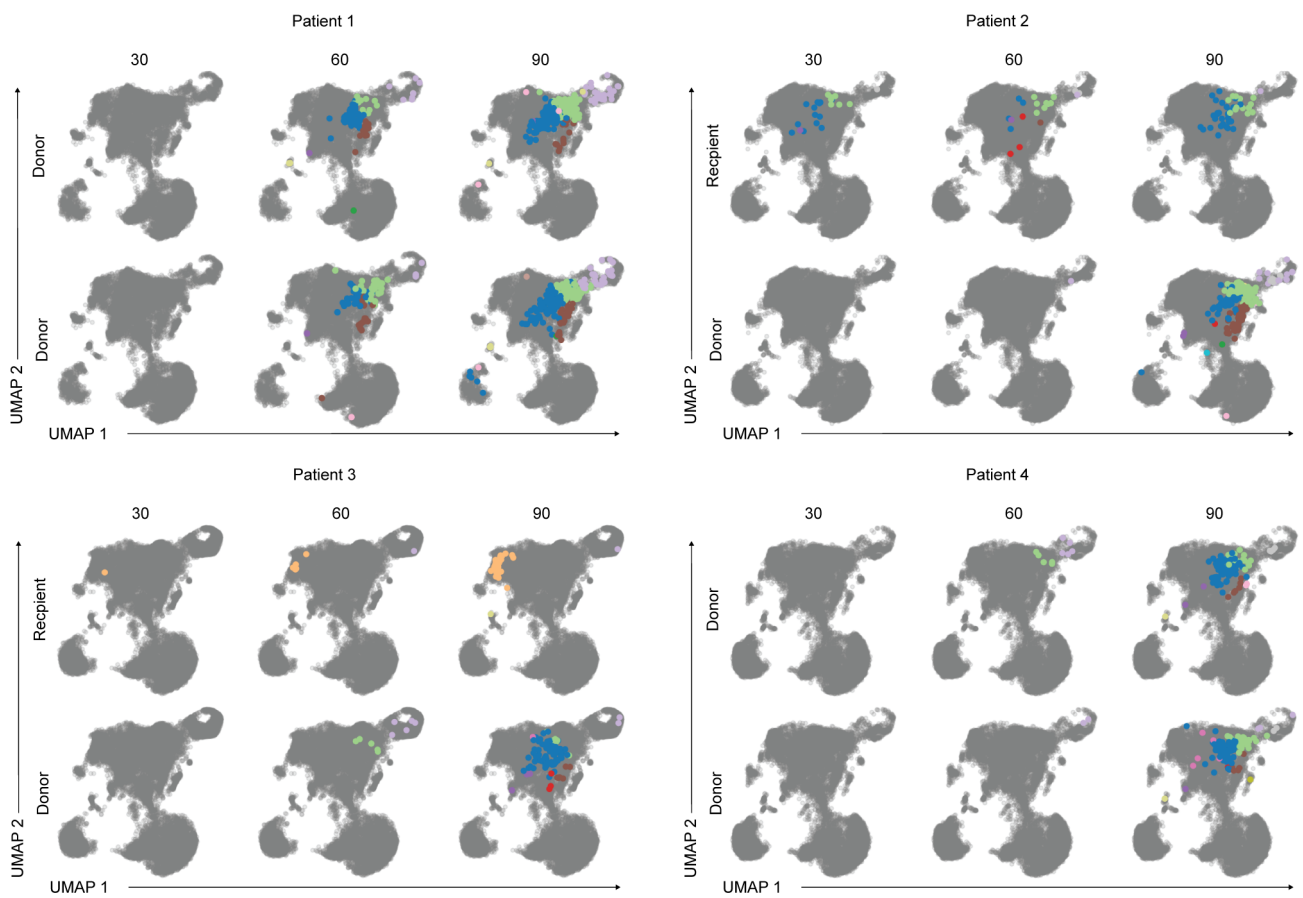 Patient 1
30 60 90
Donor
Donor
UMAP 2
UMAP 1
Patient 2
30 60 90
Recpient
Donor
UMAP 2
UMAP 1
Patient 3
30 60 90
Recpient
Donor
UMAP 2
UMAP 1
Patient 4
30 60 90
Donor
Donor
UMAP 2
UMAP 1